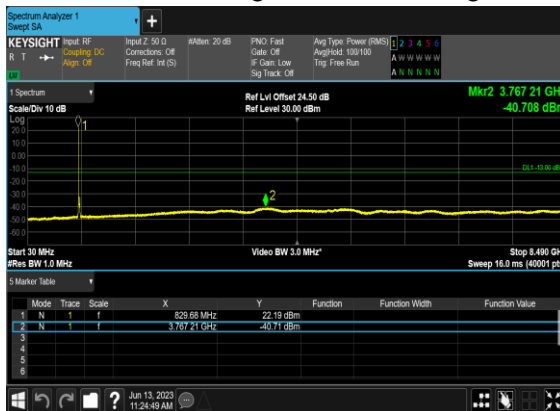 Spectrum Analyzer 1
Swept SA
+
KEYSIGHT Input: RF Input Z: 50 Ω #Atten: 20 dB PNO: Fast Avg Type: Power (RMS) 1 2 3 4 5 6
R T Coupling: DC Corrections: Off Gate: Off Avg|Hold: 100/100 A W W W W W
Align: Off Freq Ref: Int (S) IF Gain: Low Trig: Free Run
Sig Track: Off A N N N N N
1 Spectrum Ref Lvl Offset 24.50 dB Mkr2 3.767 21 GH
Scale/Div 10 dB Ref Level 30.00 dBm -40.708 dB
Log
20.0
10.0
0.00
-10.0
-20.0
-30.0
-40.0
-50.0
-60.0
1
2
DL1 -13.00 dB
Start 30 MHz Video BW 3.0 MHz* Stop 8.490 GH
#Res BW 1.0 MHz Sweep 16.0 ms (40001 pt
5 Marker Table
Mode Trace Scale X Y Function Function Width Function Value
1 N 1 f 829.68 MHz 22.19 dBm
2 N 1 f 3.767 21 GHz -40.71 dBm
3
4
5
6
? Jun 13, 2023
11:24:49 AM